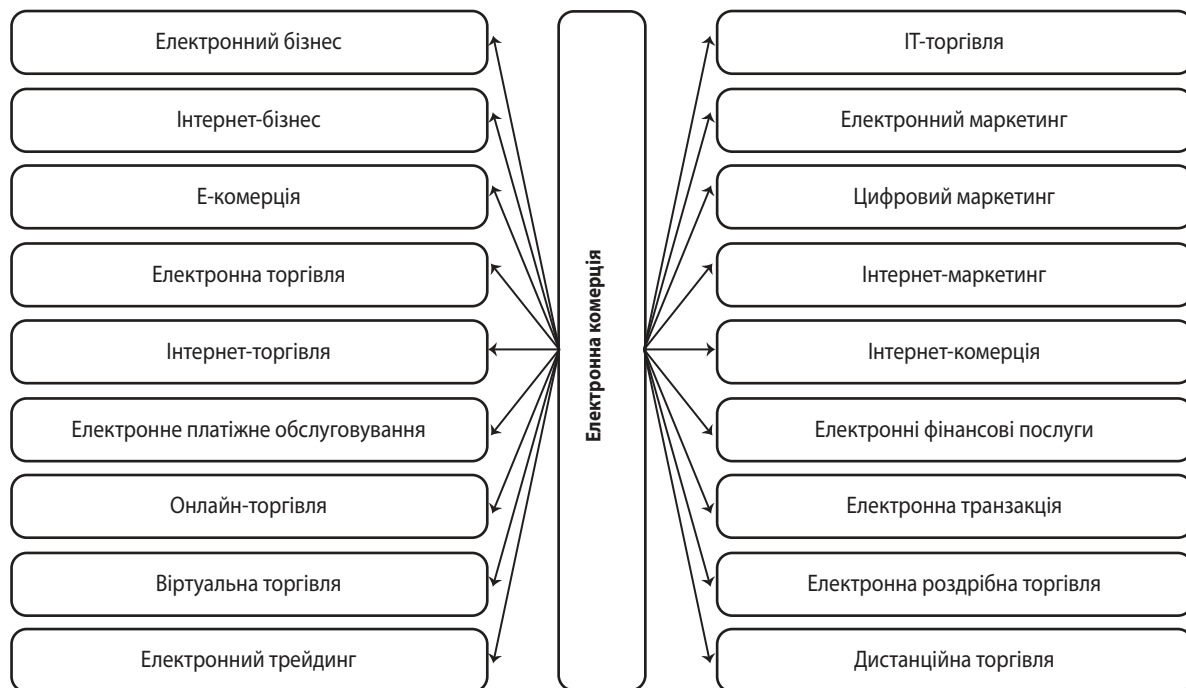 Електронний бізнес
Інтернет-бізнес
Е-комерція
Електронна торгівля
Інтернет-торгівля
Електронне платіжне обслуговування
Онлайн-торгівля
Віртуальна торгівля
Електронний трейдинг
Електронна комерція
ІТ-торгівля
Електронний маркетинг
Цифровий маркетинг
Інтернет-маркетинг
Інтернет-комерція
Електронні фінансові послуги
Електронна транзакція
Електронна роздрібна торгівля
Дистанційна торгівля